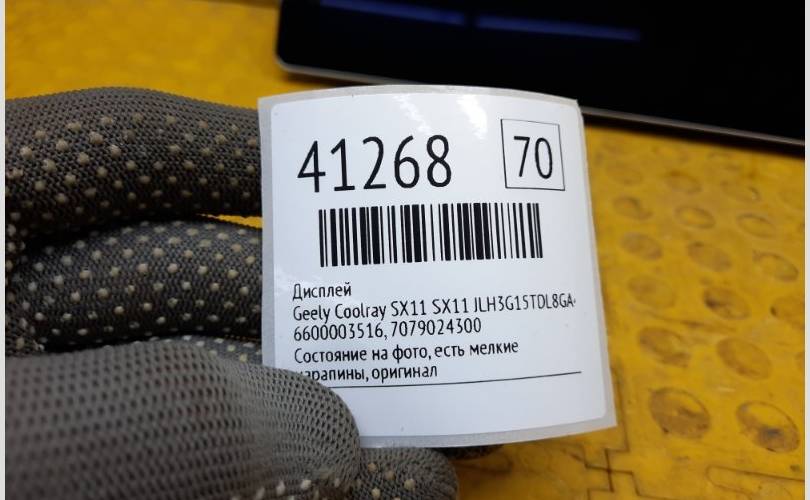 41268
70
Дисплей
Geely Coolray SX11 SX11 JLH3G15TDL8GA-
6600003516, 7079024300
Состояние на фото, есть мелкие
царапины, оригинал